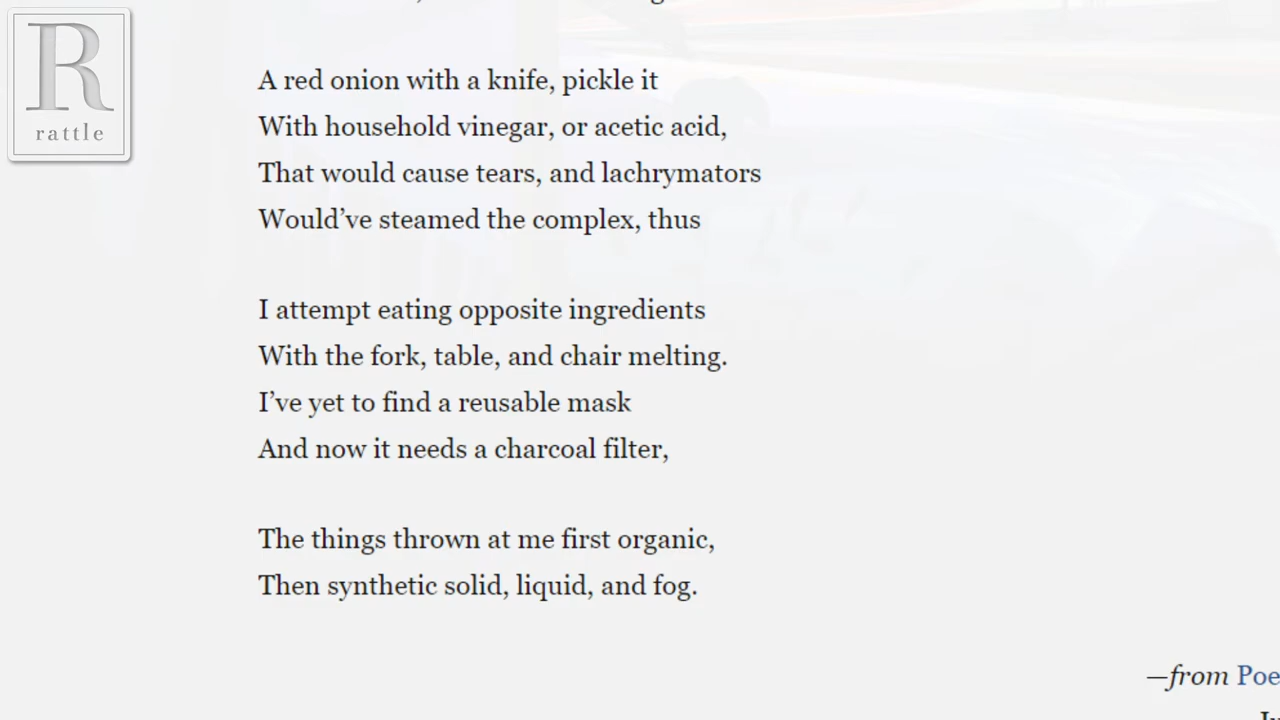 R
rattle
A red onion with a knife, pickle it
With household vinegar, or acetic acid,
That would cause tears, and lachrymators
Would’ve steamed the complex, thus
I attempt eating opposite ingredients
With the fork, table, and chair melting.
I’ve yet to find a reusable mask
And now it needs a charcoal filter,
The things thrown at me first organic,
Then synthetic solid, liquid, and fog.
—from Poe